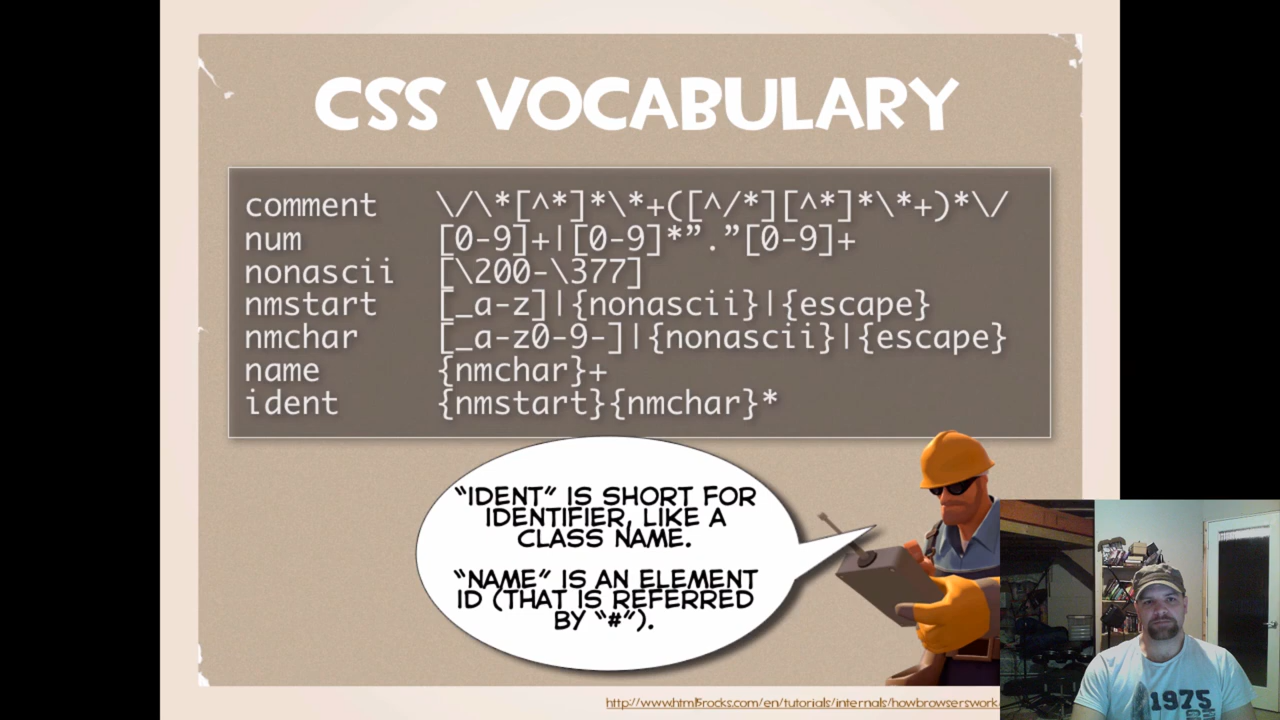 CSS VOCABULARY
comment \/\*[^*]*\*+([^/*][^*]*\*+)*\/
num [0-9]+|[0-9]*”.”[0-9]+
nonascii [\200-\377]
nmstart [_a-z]|{nonascii}|{escape}
nmchar [_a-z0-9-]|{nonascii}|{escape}
name {nmchar}+
ident {nmstart}{nmchar}*
“IDENT” IS SHORT FOR
IDENTIFIER, LIKE A
CLASS NAME.
“NAME” IS AN ELEMENT
ID (THAT IS REFERRED
BY “#”).
http://www.html5rocks.com/en/tutorials/internals/howbrowserswork
1975